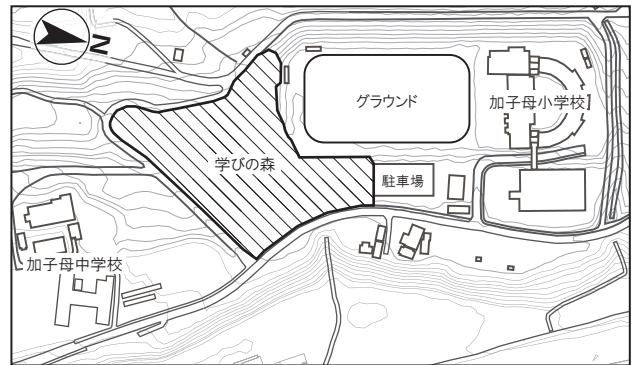 N
グラウンド
加子母小学校
学びの森
駐車場
加子母中学校